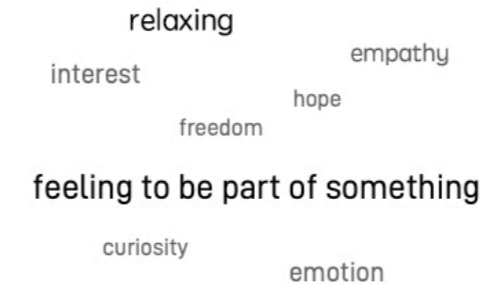 relaxing
empathy
interest
hope
freedom
feeling to be part of something
curiosity
emotion